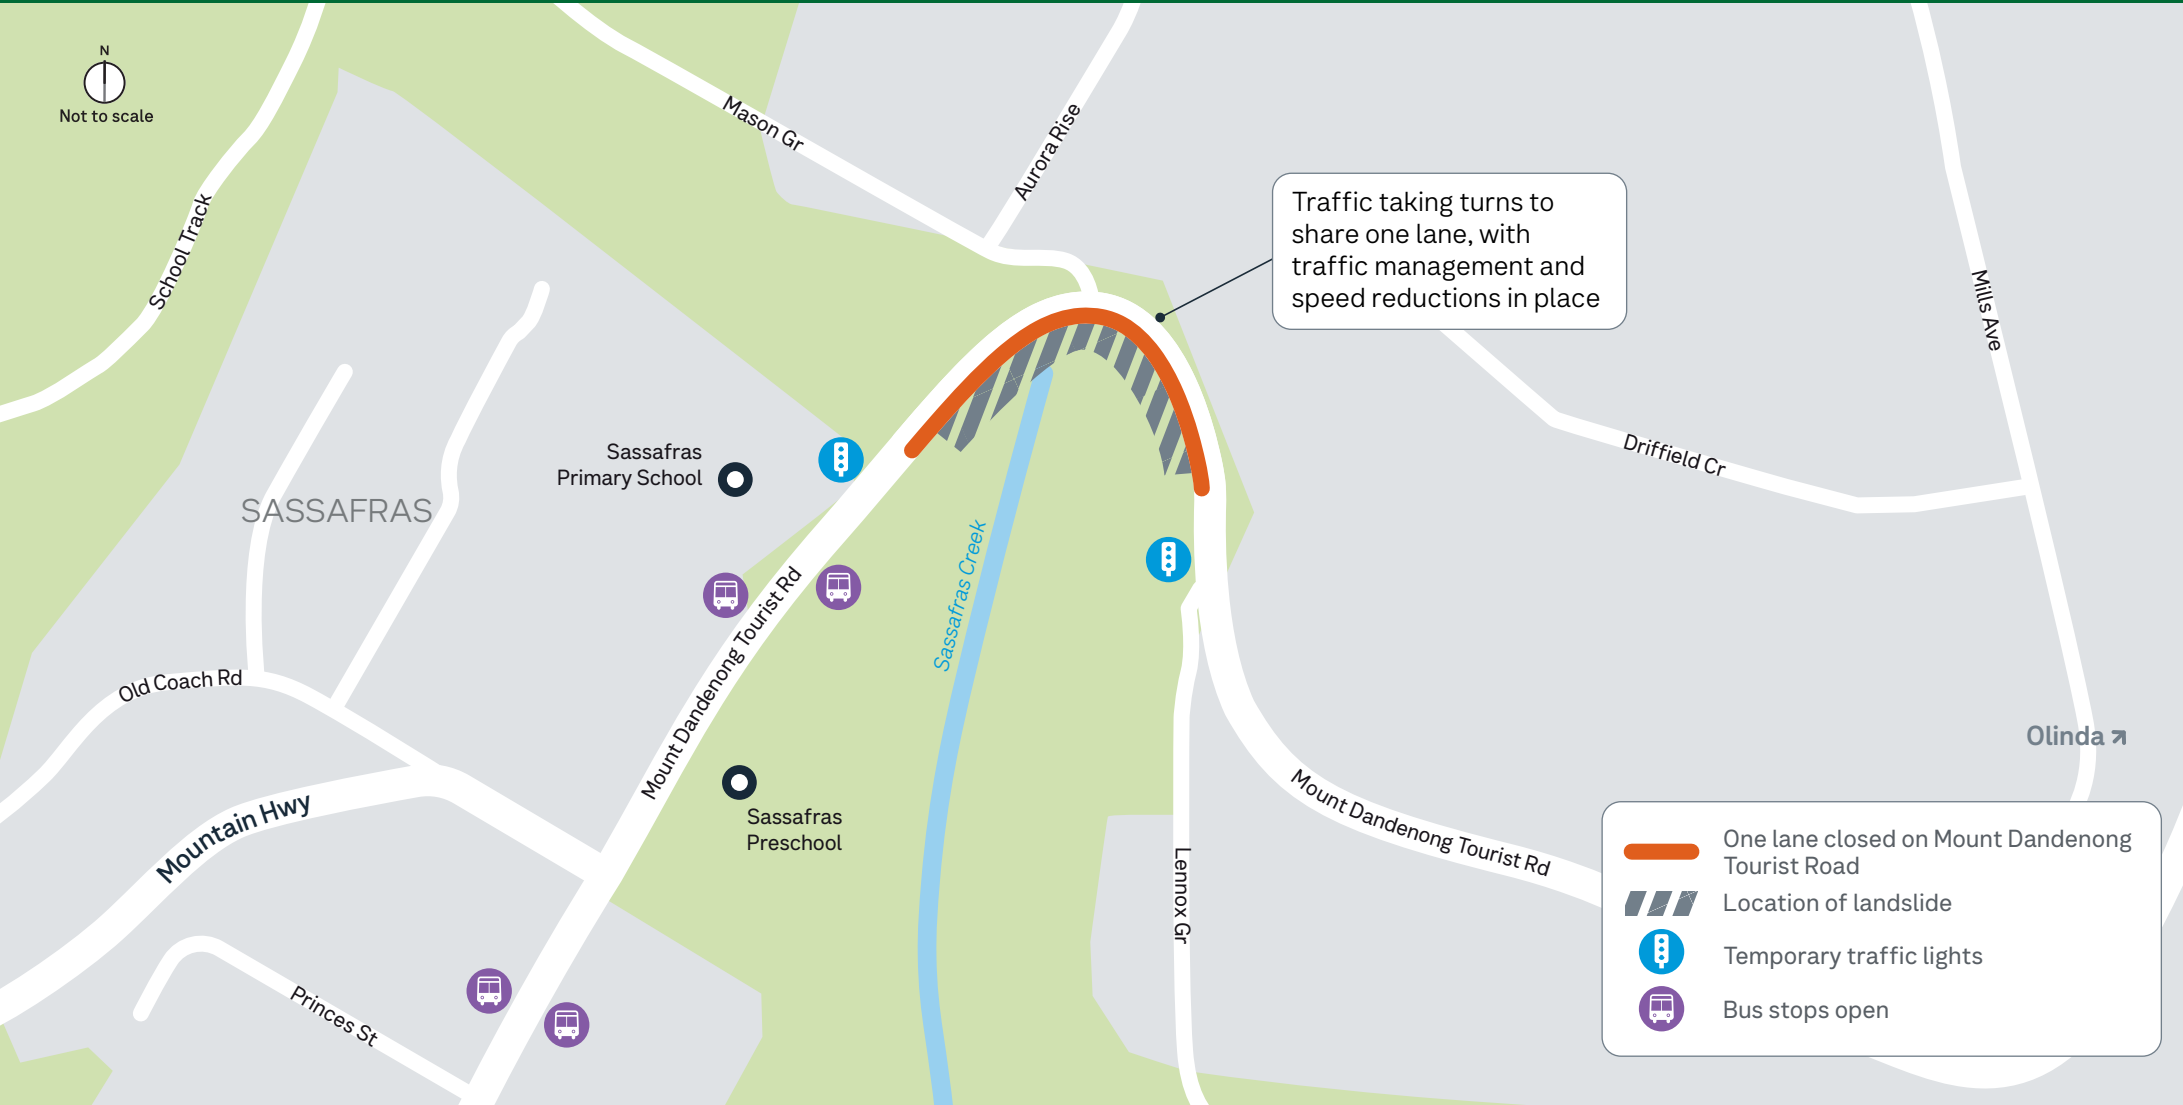 N
Not to scale
School Track
Mason Gr
Aurora Rise
Traffic taking turns to
share one lane, with
traffic management and
speed reductions in place
Mills Ave
Driffield Cr
Sassafras
Primary School
SASSAFRAS
Sassafras Creek
Mount Dandenong Tourist Rd
Old Coach Rd
Mountain Hwy
Sassafras
Preschool
Princes St
Lennox Gr
Mount Dandenong Tourist Rd
Olinda
One lane closed on Mount Dandenong
Tourist Road
Location of landslide
Temporary traffic lights
Bus stops open